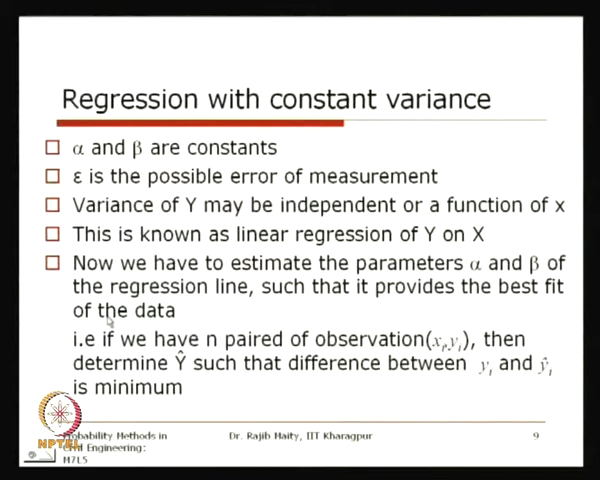 Regression with constant variance
α and β are constants
ε is the possible error of measurement
Variance of Y may be independent or a function of x
This is known as linear regression of Y on X
Now we have to estimate the parameters α and β of
the regression line, such that it provides the best fit
of the data
i.e if we have n paired of observation(xᵢ,yᵢ), then
determine Ŷ such that difference between yᵢ and ŷᵢ
is minimum
Probability Methods in
Civil Engineering:
M7L5
Dr. Rajib Maity, IIT Kharagpur
9
NPTEL